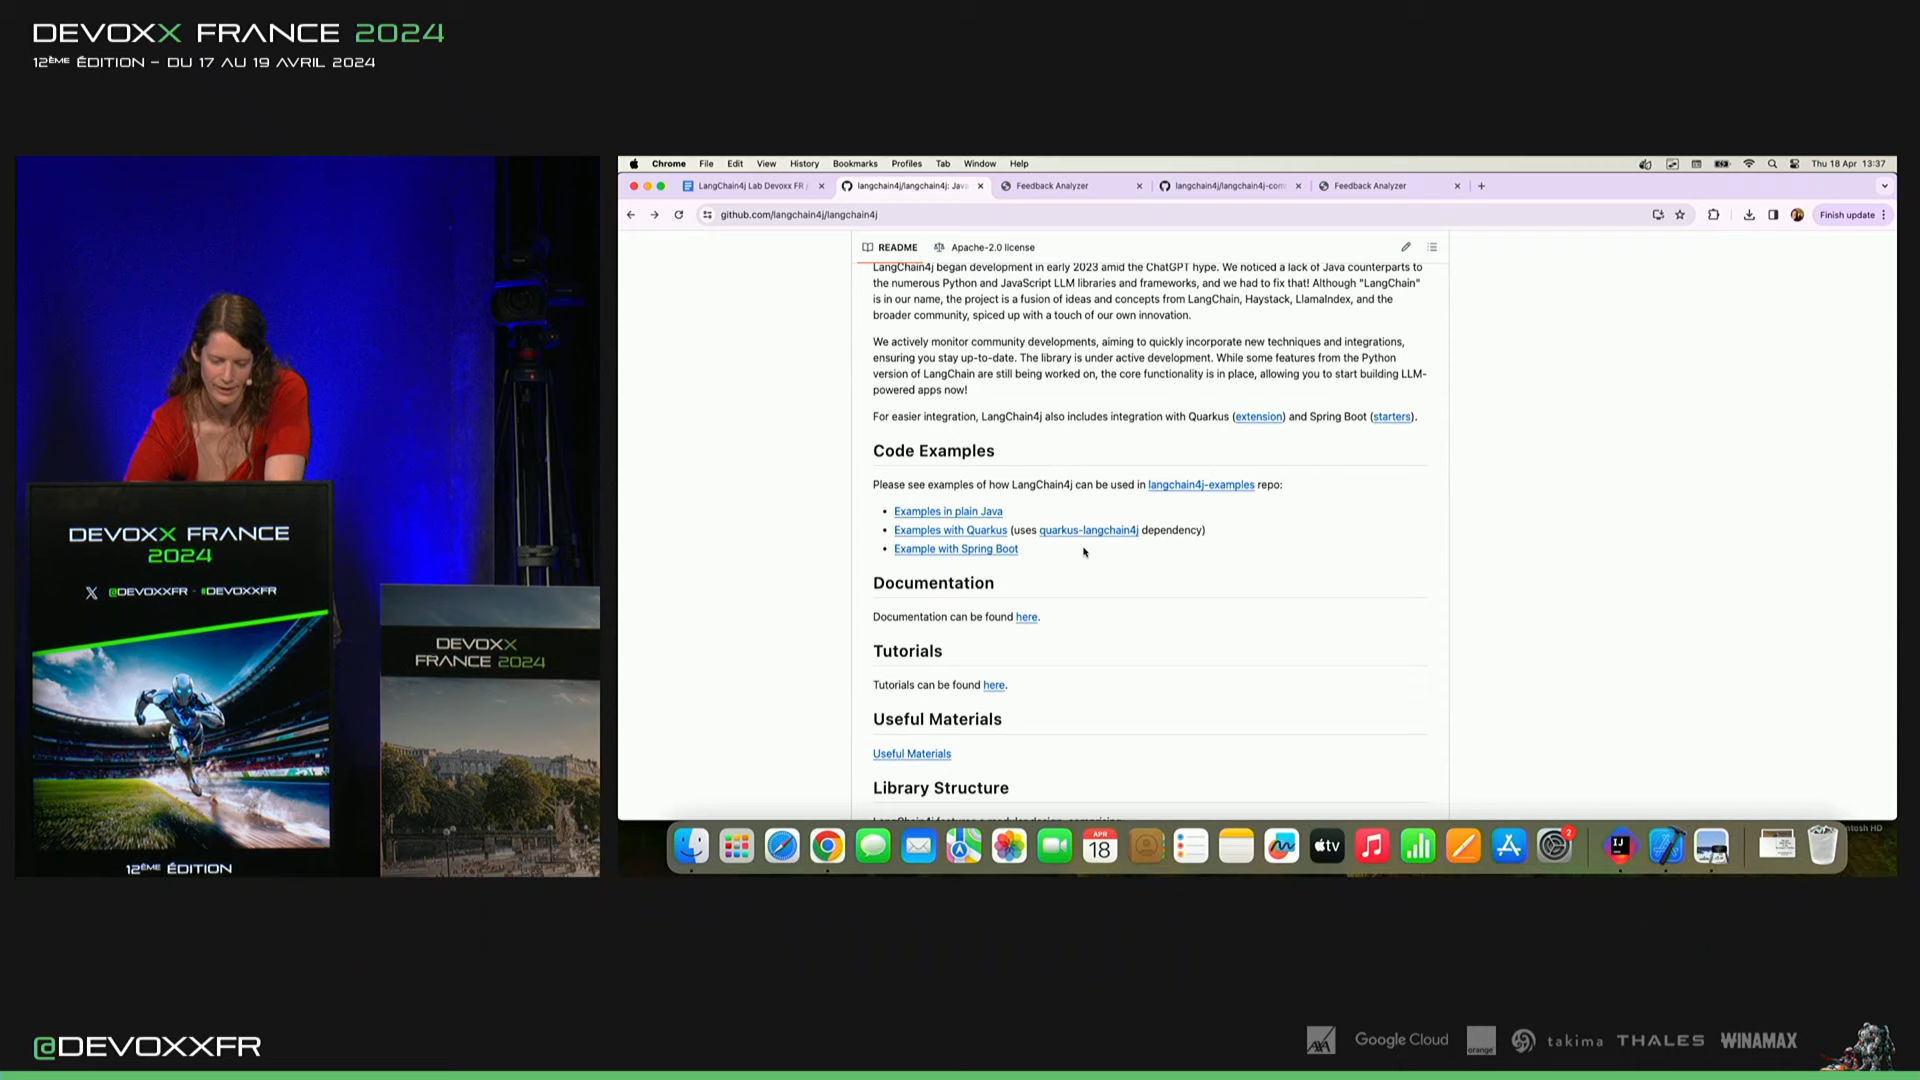 DEVOXX FRANCE 2024
12ÈME ÉDITION – DU 17 AU 19 AVRIL 2024
Chrome File Edit View History Bookmarks Profiles Tab Window Help
Thu 18 Apr 13:37
LangChain4j Lab Devoxx FR
langchain4j/langchain4j: Java
Feedback Analyzer
langchain4j/langchain4j-com
Feedback Analyzer
github.com/langchain4j/langchain4j
Finish update
README
Apache-2.0 license
LangChain4j began development in early 2023 amid the ChatGPT hype. We noticed a lack of Java counterparts to
the numerous Python and JavaScript LLM libraries and frameworks, and we had to fix that! Although "LangChain"
is in our name, the project is a fusion of ideas and concepts from LangChain, Haystack, LlamaIndex, and the
broader community, spiced up with a touch of our own innovation.
We actively monitor community developments, aiming to quickly incorporate new techniques and integrations,
ensuring you stay up-to-date. The library is under active development. While some features from the Python
version of LangChain are still being worked on, the core functionality is in place, allowing you to start building LLM-
powered apps now!
For easier integration, LangChain4j also includes integration with Quarkus (extension) and Spring Boot (starters).
Code Examples
Please see examples of how LangChain4j can be used in langchain4j-examples repo:
• Examples in plain Java
• Examples with Quarkus (uses quarkus-langchain4j dependency)
• Example with Spring Boot
Documentation
Documentation can be found here.
Tutorials
Tutorials can be found here.
Useful Materials
Useful Materials
Library Structure
APR
18
tv
2
IJ
DEVOXX FRANCE
2024
@DEVOXXFR - #DEVOXXFR
12ÈME ÉDITION
DEVOXX
FRANCE 2024
@DEVOXXFR
AXA
Google Cloud
orange
takima
THALES
WINAMAX